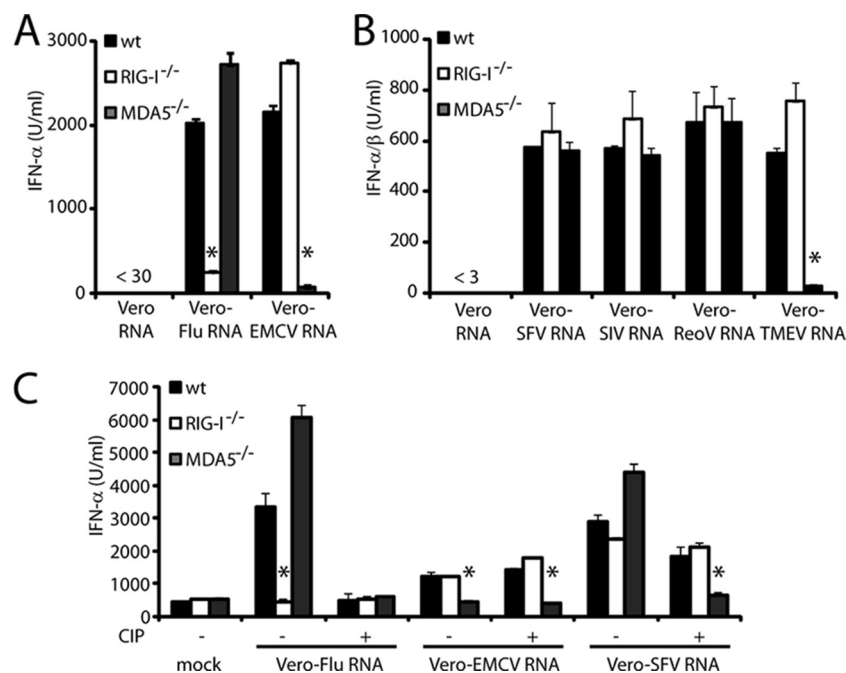 A
IFN-α (U/ml)
3000
2000
1000
0
wt
RIG-I-/-
MDA5-/-
< 30
*
*
Vero RNA
Vero-Flu RNA
Vero-EMCV RNA
B
IFN-α/β (U/ml)
1000
800
600
400
200
0
wt
RIG-I-/-
MDA5-/-
< 3
*
Vero RNA
Vero-SFV RNA
Vero-SIV RNA
Vero-ReoV RNA
Vero-TMEV RNA
C
IFN-α (U/ml)
7000
6000
5000
4000
3000
2000
1000
0
wt
RIG-I-/-
MDA5-/-
*
*
*
*
CIP - - + - + - +
mock Vero-Flu RNA Vero-EMCV RNA Vero-SFV RNA